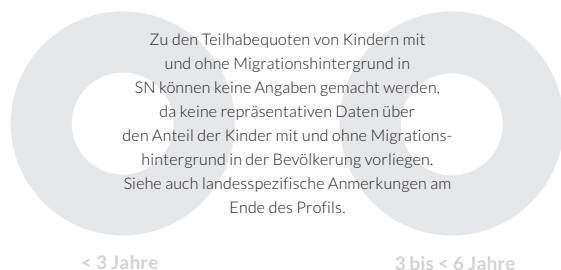 Zu den Teilhabequoten von Kindern mit
und ohne Migrationshintergrund in
SN können keine Angaben gemacht werden,
da keine repräsentativen Daten über
den Anteil der Kinder mit und ohne Migrations-
hintergrund in der Bevölkerung vorliegen.
Siehe auch landesspezifische Anmerkungen am
Ende des Profils.
< 3 Jahre
3 bis < 6 Jahre